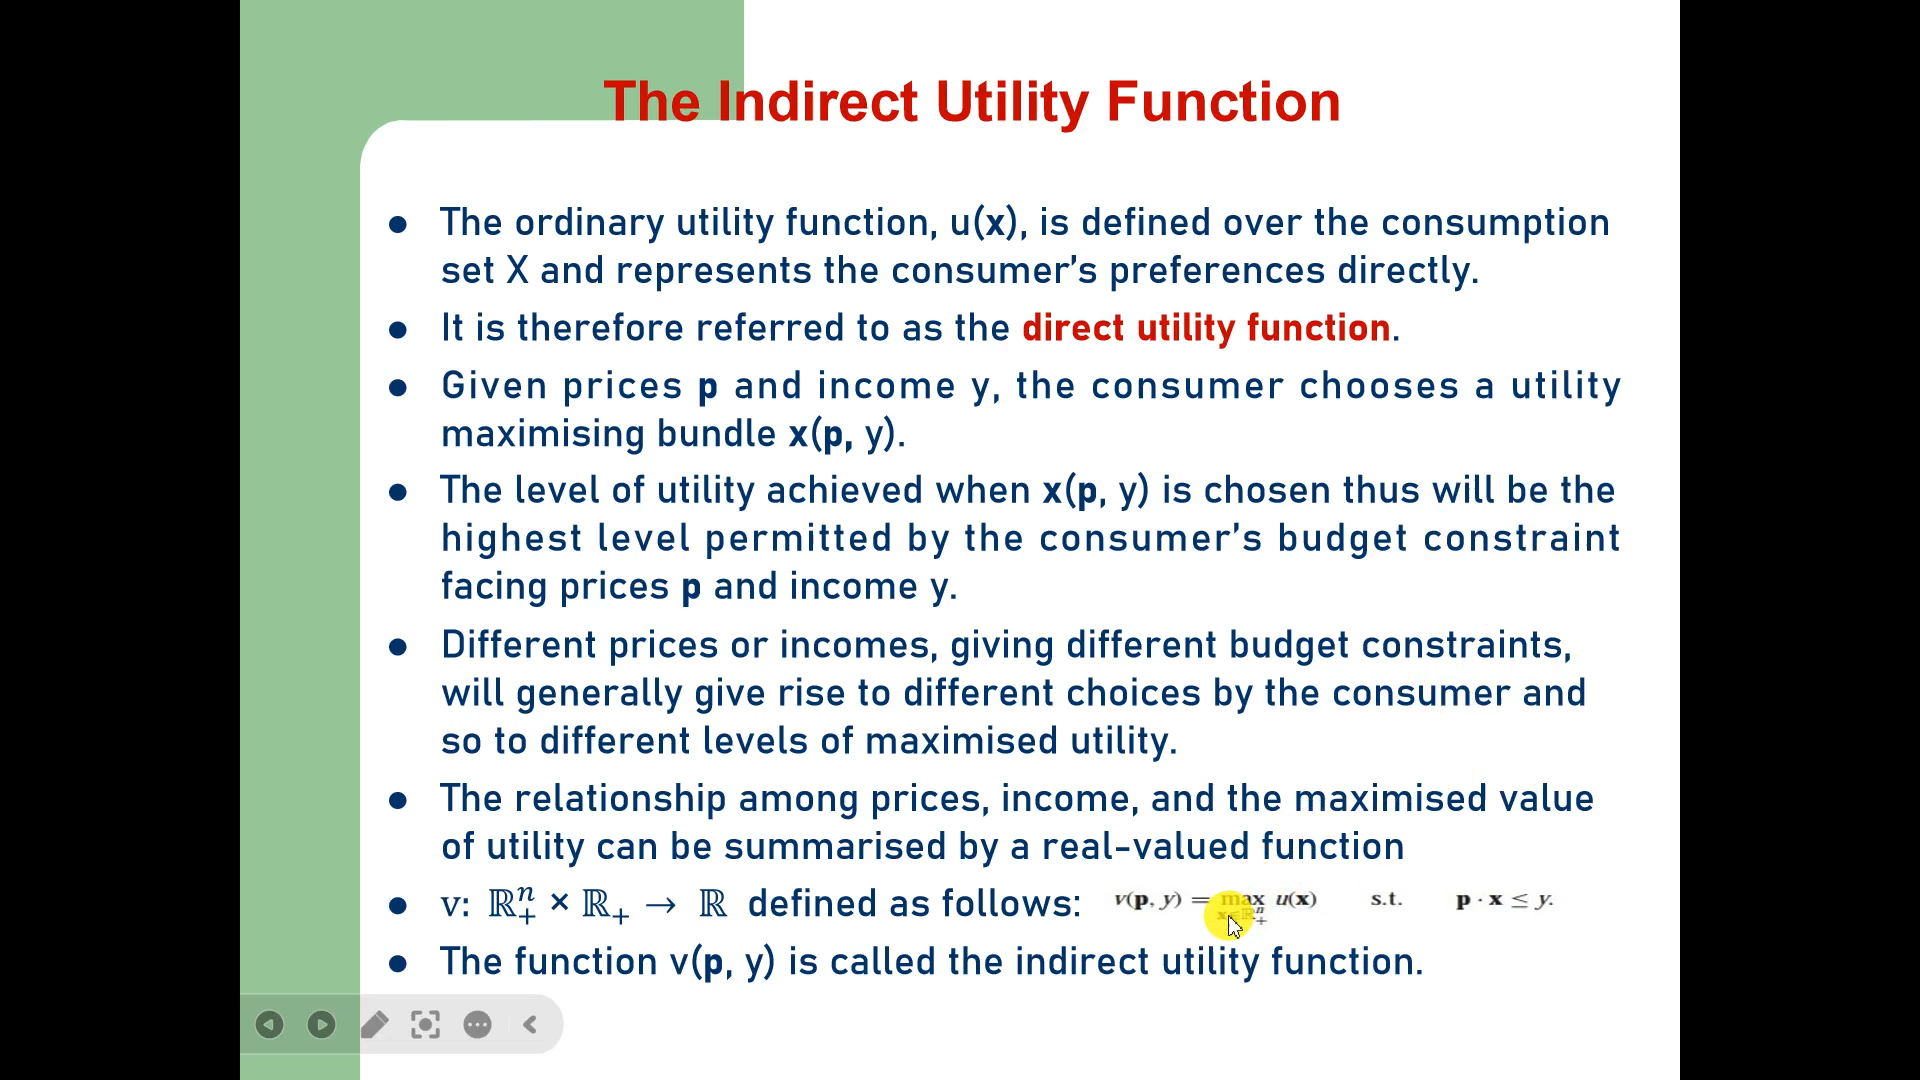 The Indirect Utility Function
● The ordinary utility function, u(x), is defined over the consumption
set X and represents the consumer's preferences directly.
● It is therefore referred to as the direct utility function.
● Given prices p and income y, the consumer chooses a utility
maximising bundle x(p, y).
● The level of utility achieved when x(p, y) is chosen thus will be the
highest level permitted by the consumer's budget constraint
facing prices p and income y.
● Different prices or incomes, giving different budget constraints,
will generally give rise to different choices by the consumer and
so to different levels of maximised utility.
● The relationship among prices, income, and the maximised value
of utility can be summarised by a real-valued function
● v: ℝⁿ₊ × ℝ₊ → ℝ defined as follows: v(p, y) = max x∈ℝⁿ₊ u(x) s.t. p · x ≤ y.
● The function v(p, y) is called the indirect utility function.